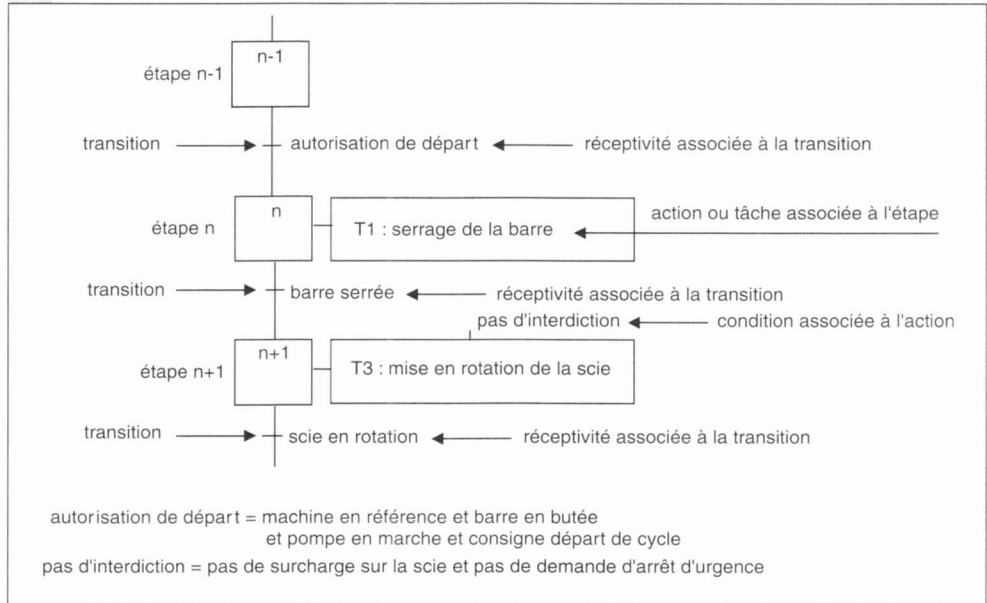 n-1
étape n-1
transition autorisation de départ réceptivité associée à la transition
n
action ou tâche associée à l'étape
étape n T1 : serrage de la barre
transition barre serrée réceptivité associée à la transition
pas d'interdiction condition associée à l'action
n+1
étape n+1 T3 : mise en rotation de la scie
transition scie en rotation réceptivité associée à la transition
autorisation de départ = machine en référence et barre en butée
et pompe en marche et consigne départ de cycle
pas d'interdiction = pas de surcharge sur la scie et pas de demande d'arrêt d'urgence